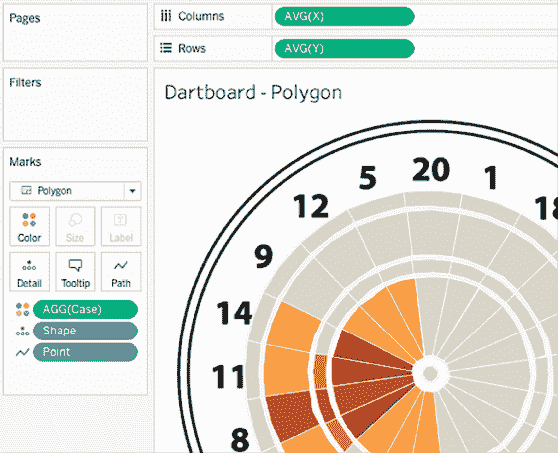 Pages
Columns
AVG(X)
Rows
AVG(Y)
Filters
Dartboard - Polygon
Marks
Polygon
Color
Size
Label
Detail
Tooltip
Path
AGG(Case)
Shape
Point
20
5
1
12
18
9
14
11
8